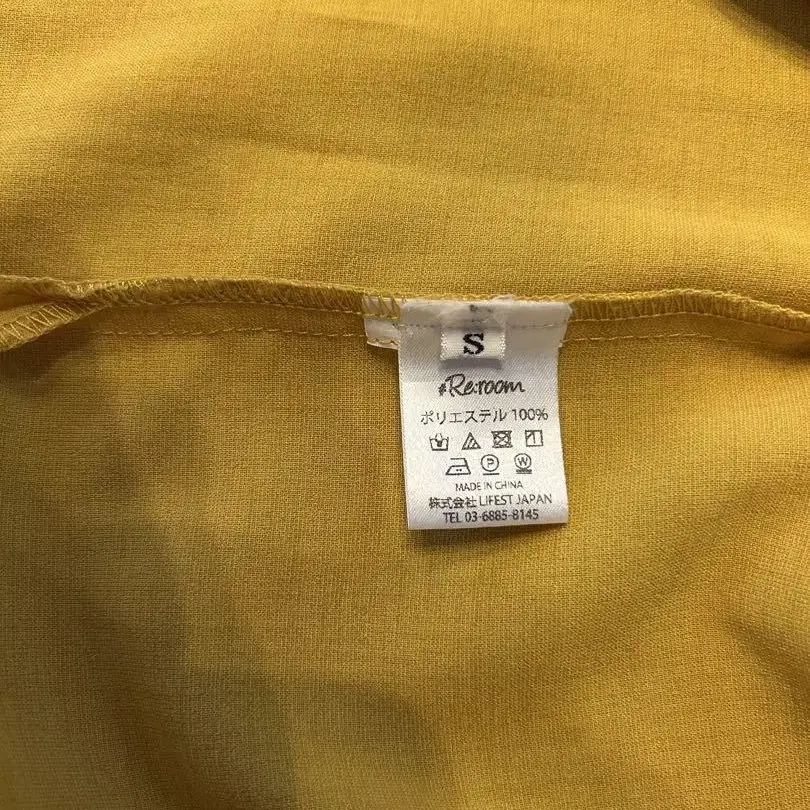 S
#Re:room
ポリエステル 100%
P W
MADE IN CHINA
株式会社 LIFEST JAPAN
TEL 03-6885-8145